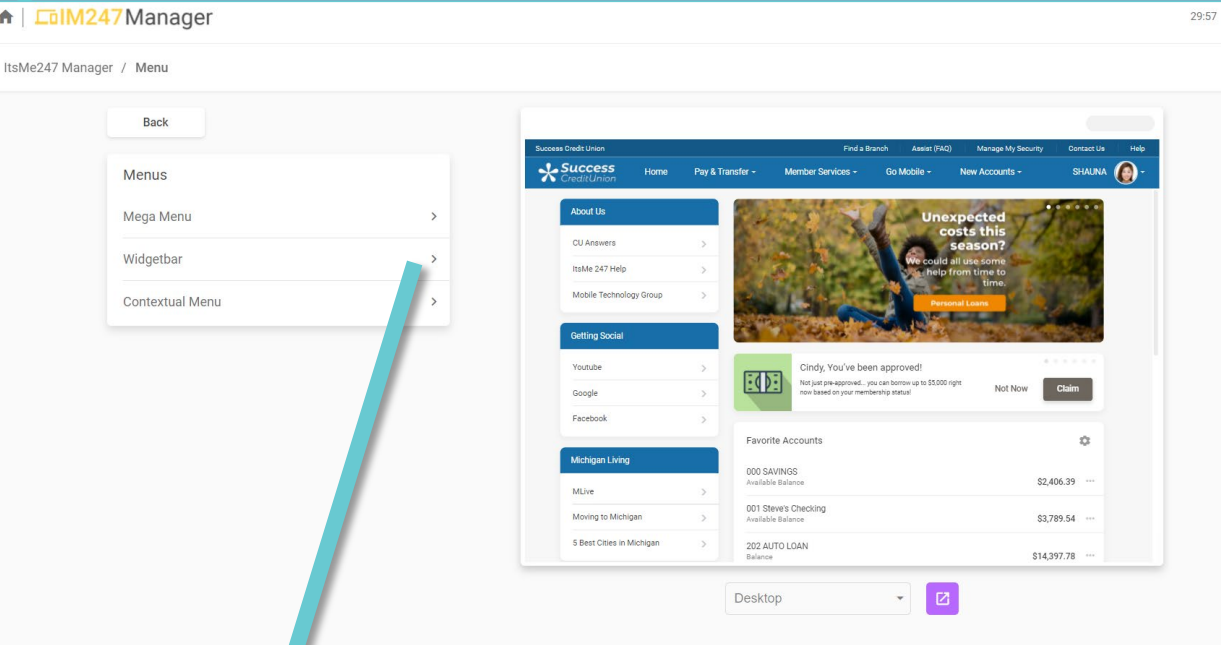 IM247 Manager
29:57
ItsMe247 Manager / Menu
Back
Menus
Mega Menu
Widgetbar
Contextual Menu
Success Credit Union
Find a Branch
Assist (FAQ)
Manage My Security
Contact Us
Help
Success
CreditUnion
Home
Pay & Transfer
Member Services
Go Mobile
New Accounts
SHAUNA
About Us
CU Answers
ItsMe 247 Help
Mobile Technology Group
Getting Social
Youtube
Google
Facebook
Michigan Living
MLive
Moving to Michigan
5 Best Cities in Michigan
Unexpected
costs this
season?
We could all use some
help from time to
time.
Personal Loans
Cindy, You've been approved!
Not just pre-approved... you can borrow up to $5,000 right
now based on your membership status!
Not Now
Claim
Favorite Accounts
000 SAVINGS
Available Balance
$2,406.39
001 Steve's Checking
Available Balance
$3,789.54
202 AUTO LOAN
Balance
$14,397.78
Desktop